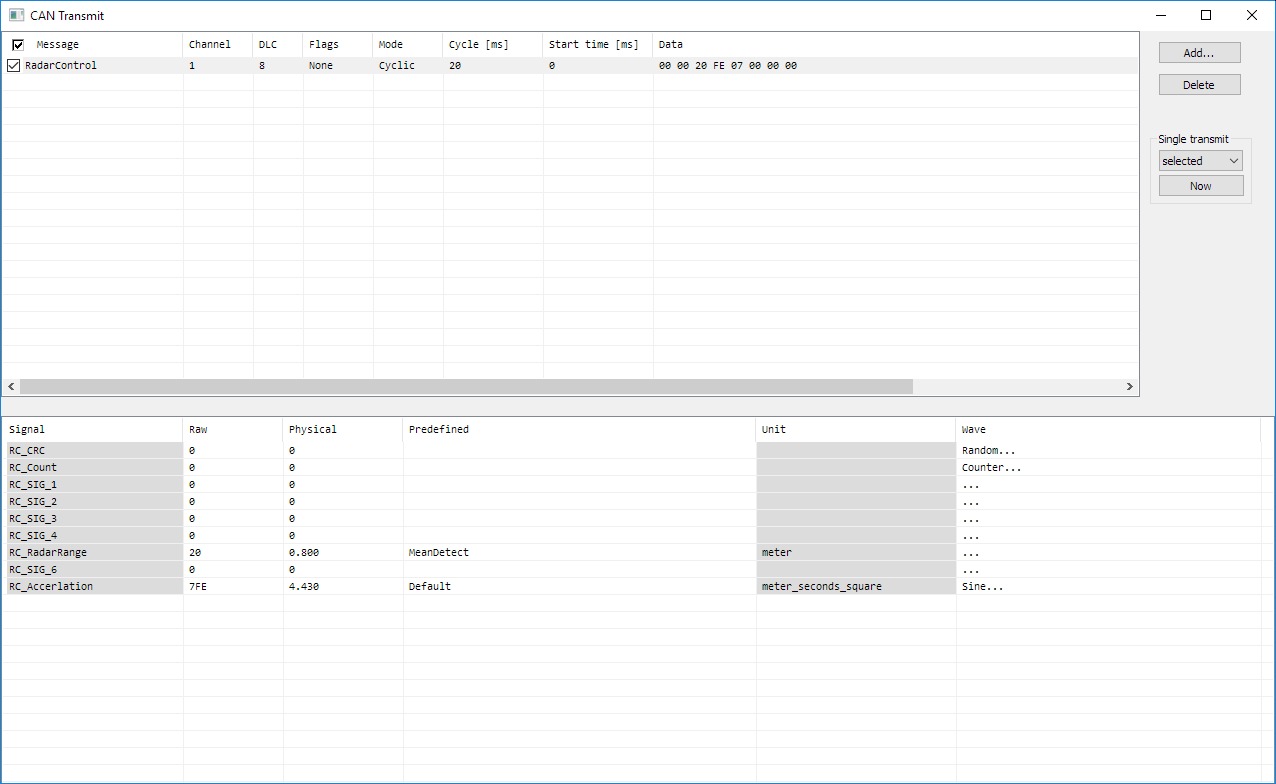 CAN Transmit
Message Channel DLC Flags Mode Cycle [ms] Start time [ms] Data
RadarControl 1 8 None Cyclic 20 0 00 00 20 FE 07 00 00 00
Add...
Delete
Single transmit
selected
Now
Signal Raw Physical Predefined Unit Wave
RC_CRC 0 0 Random...
RC_Count 0 0 Counter...
RC_SIG_1 0 0 ...
RC_SIG_2 0 0 ...
RC_SIG_3 0 0 ...
RC_SIG_4 0 0 ...
RC_RadarRange 20 0.800 MeanDetect meter ...
RC_SIG_6 0 0 ...
RC_Accerlation 7FE 4.430 Default meter_seconds_square Sine...